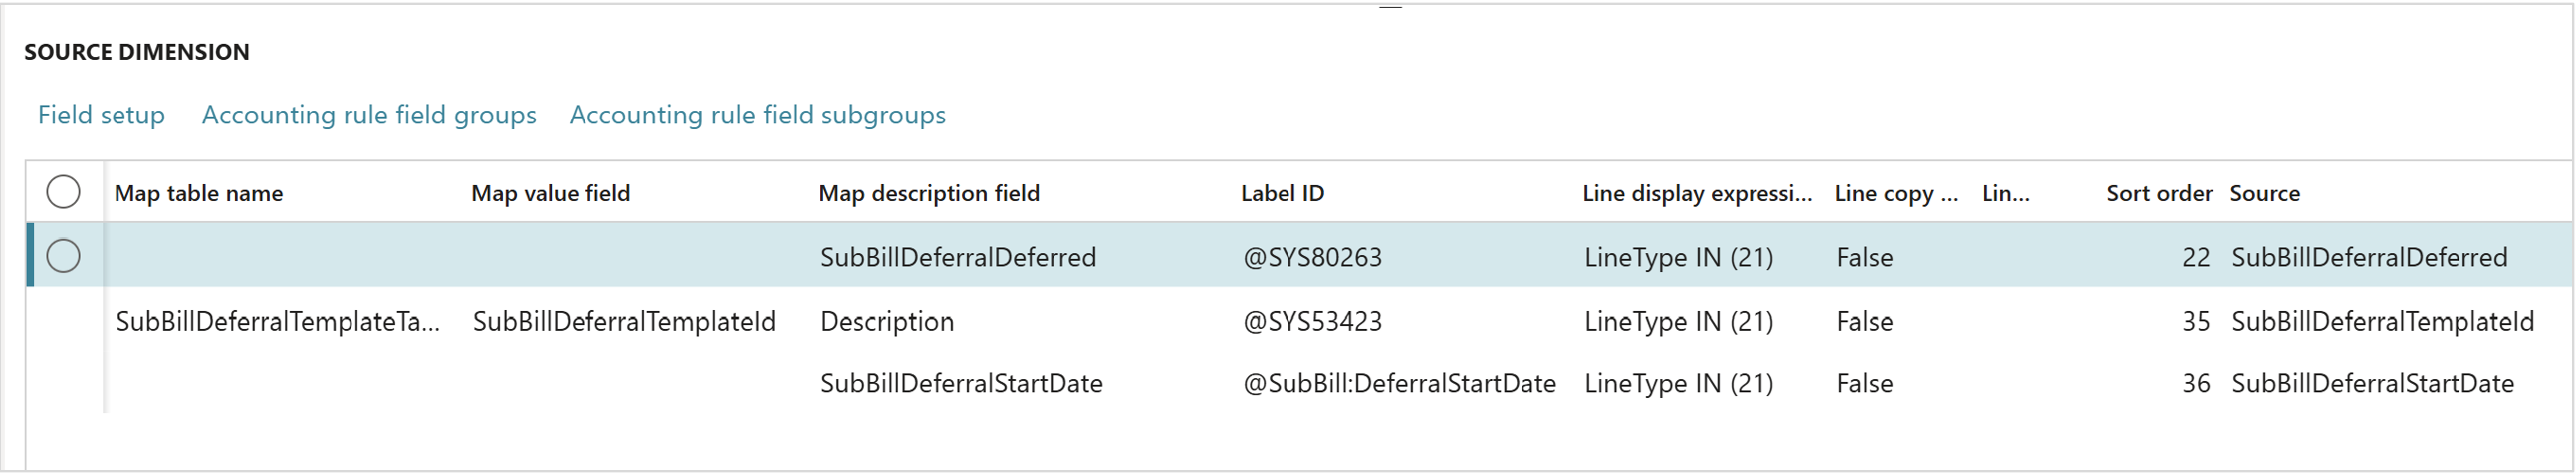 SOURCE DIMENSION
Field setup Accounting rule field groups Accounting rule field subgroups
Map table name Map value field Map description field Label ID Line display expressi... Line copy ... Lin... Sort order Source
SubBillDeferralDeferred @SYS80263 LineType IN (21) False 22 SubBillDeferralDeferred
SubBillDeferralTemplateTa... SubBillDeferralTemplateId Description @SYS53423 LineType IN (21) False 35 SubBillDeferralTemplateId
SubBillDeferralStartDate @SubBill:DeferralStartDate LineType IN (21) False 36 SubBillDeferralStartDate